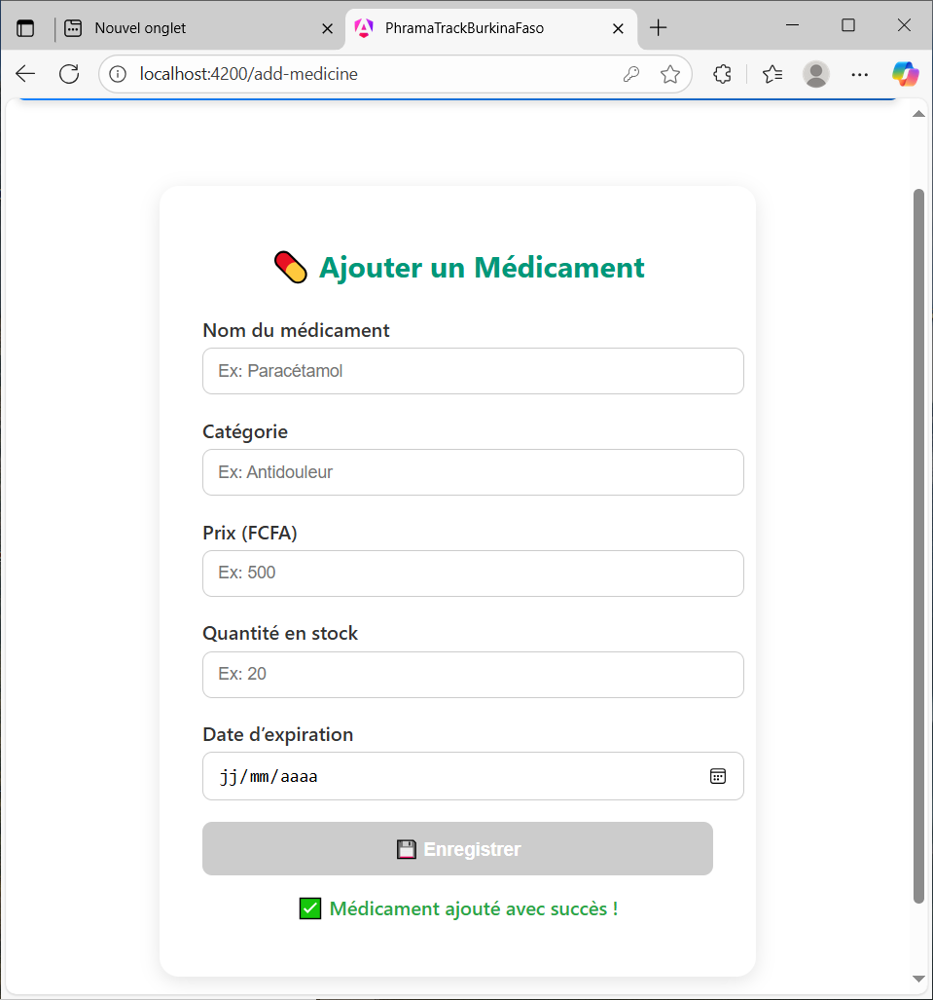 Nouvel onglet
PhramaTrackBurkinaFaso
localhost:4200/add-medicine
Ajouter un Médicament
Nom du médicament
Ex: Paracétamol
Catégorie
Ex: Antidouleur
Prix (FCFA)
Ex: 500
Quantité en stock
Ex: 20
Date d’expiration
jj/mm/aaaa
Enregistrer
Médicament ajouté avec succès !